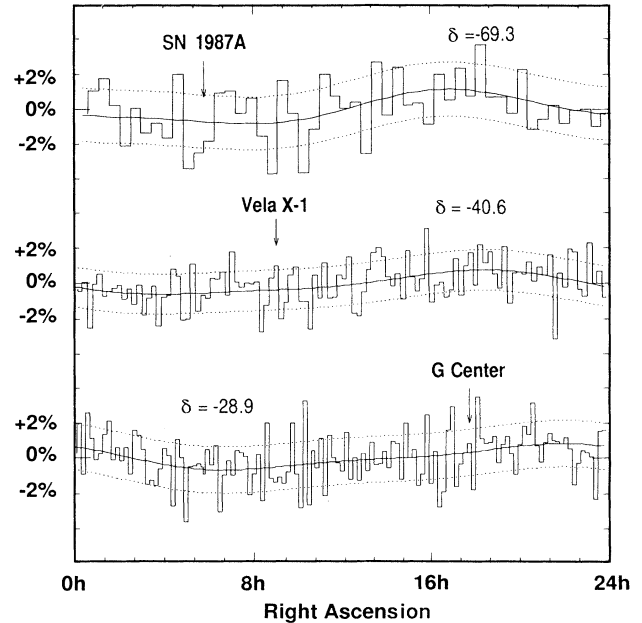 SN 1987A
δ = -69.3
+2%
0%
-2%
Vela X-1
δ = -40.6
+2%
0%
-2%
G Center
δ = -28.9
+2%
0%
-2%
0h 8h 16h 24h
Right Ascension